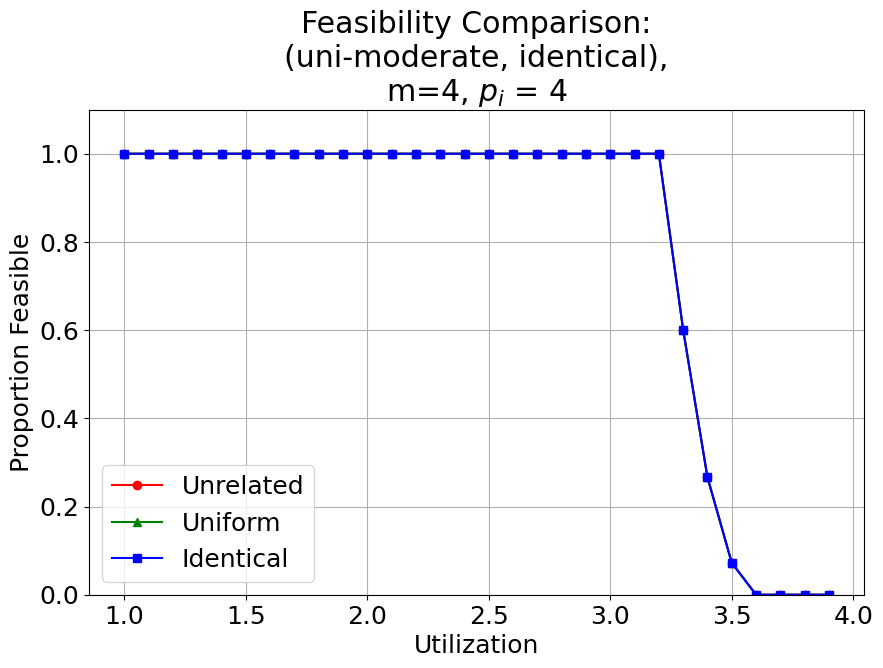 Feasibility Comparison:
(uni-moderate, identical),
m=4, $p_i$ = 4
Proportion Feasible
1.0
0.8
0.6
0.4
0.2
0.0
Unrelated
Uniform
Identical
1.0 1.5 2.0 2.5 3.0 3.5 4.0
Utilization